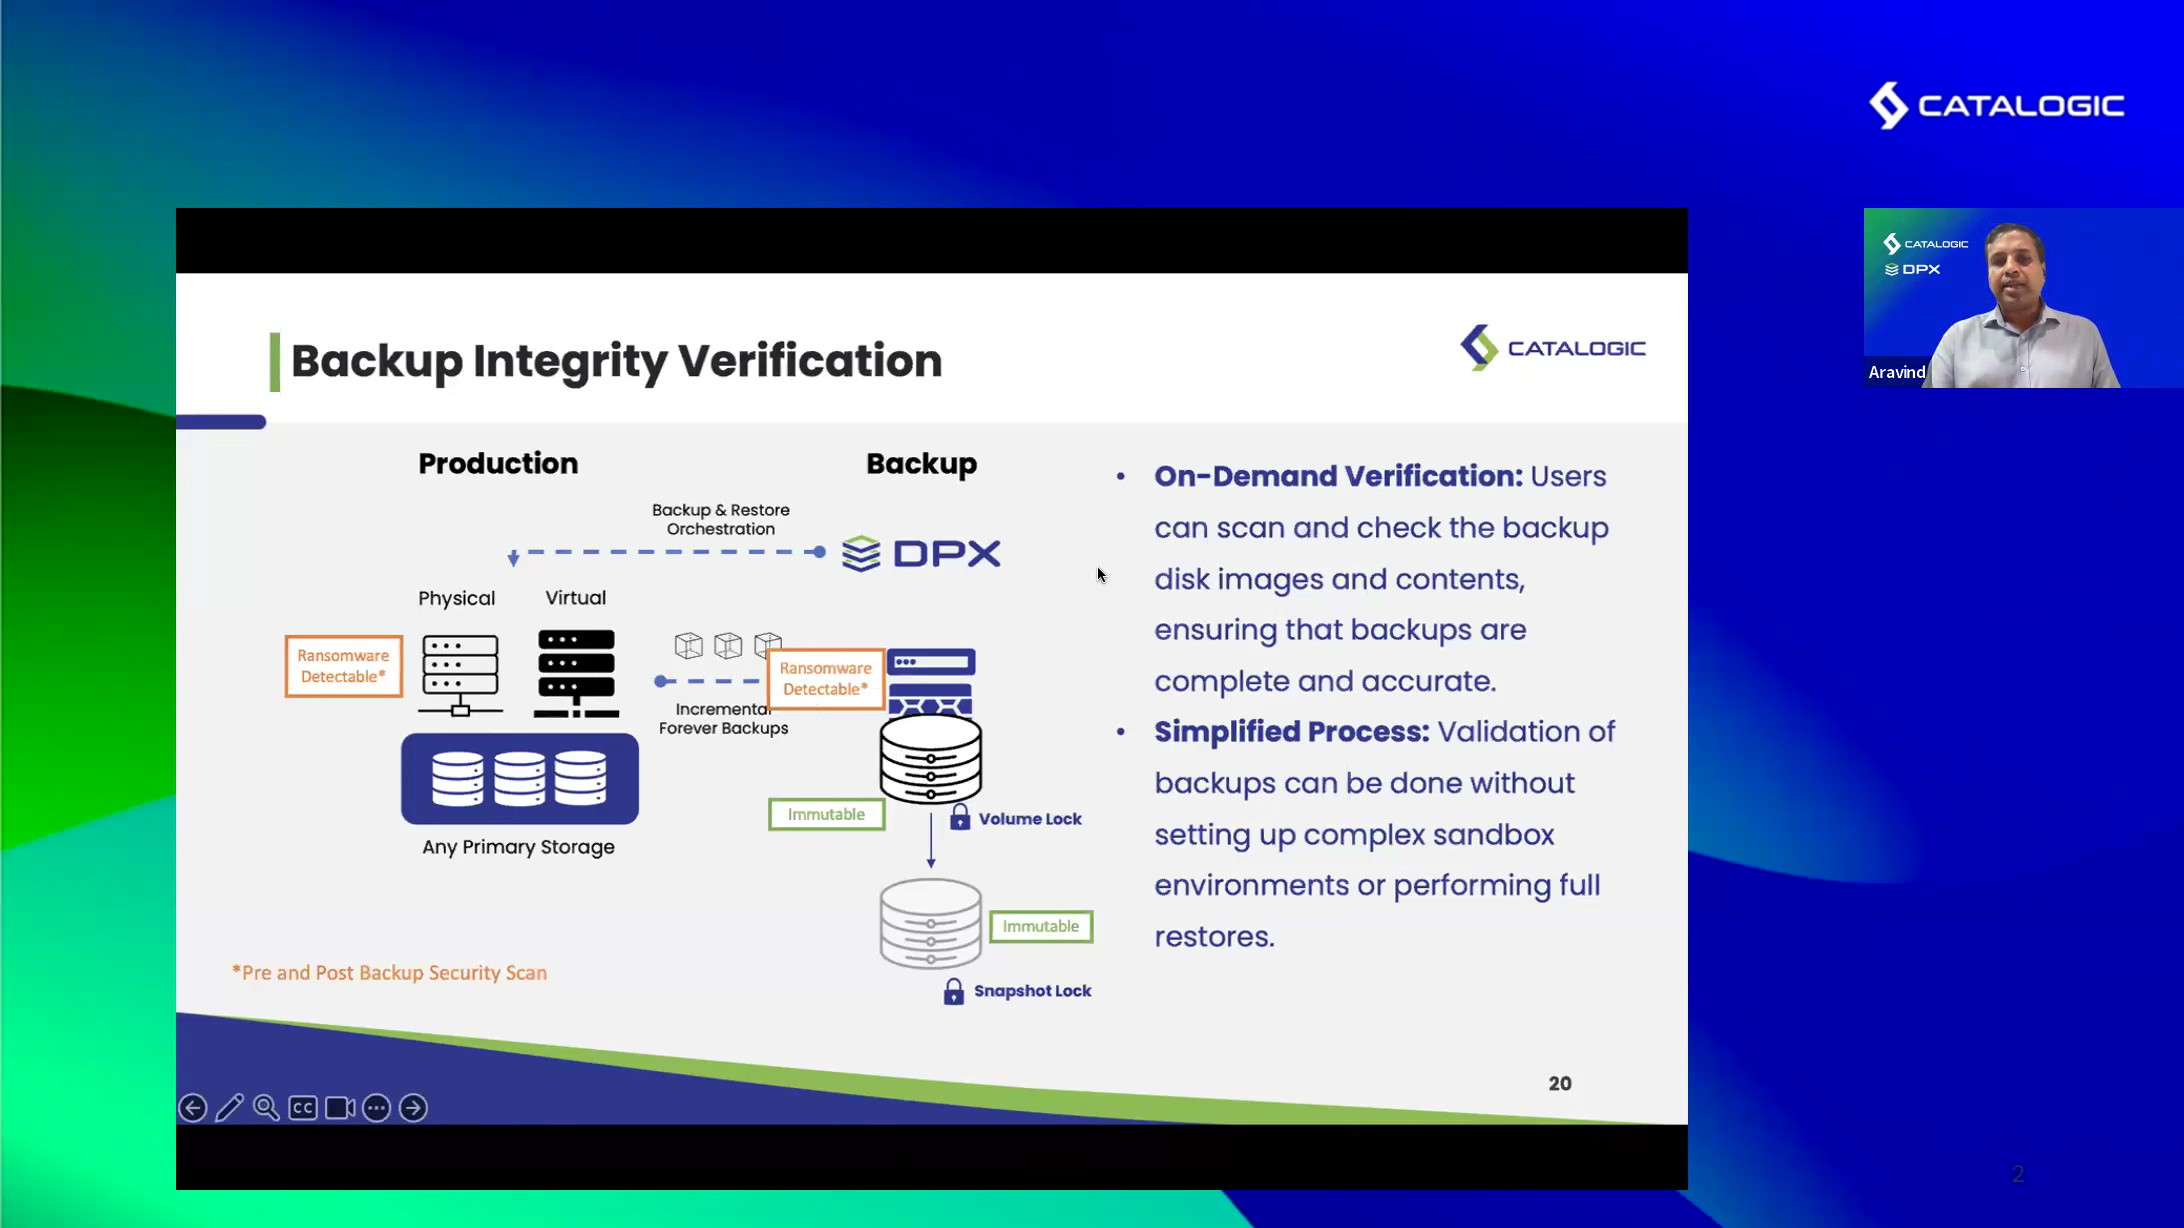 CATALOGIC
CATALOGIC
DPX
Aravind
Backup Integrity Verification
CATALOGIC
Production
Backup
Backup & Restore
Orchestration
DPX
Physical
Virtual
Ransomware
Detectable*
Ransomware
Detectable*
Incremental
Forever Backups
Any Primary Storage
Immutable
Volume Lock
Immutable
Snapshot Lock
*Pre and Post Backup Security Scan
• On-Demand Verification: Users
can scan and check the backup
disk images and contents,
ensuring that backups are
complete and accurate.
• Simplified Process: Validation of
backups can be done without
setting up complex sandbox
environments or performing full
restores.
CC
20
2